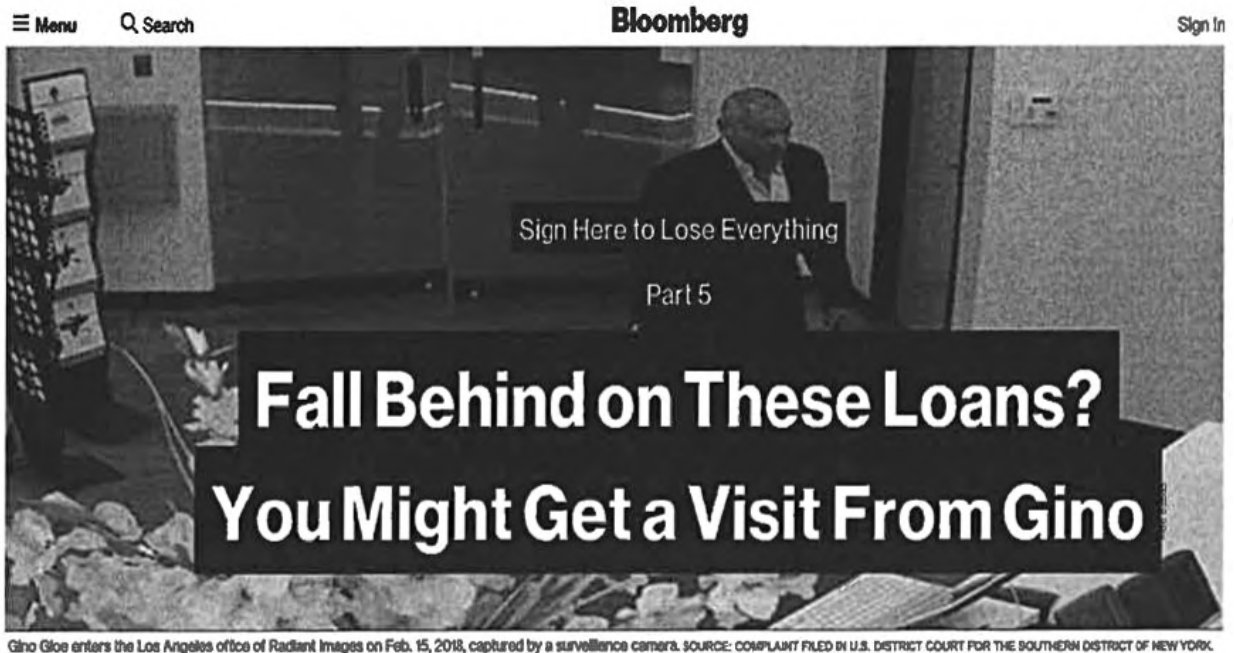 Menu
Search
Bloomberg
Sign In
Sign Here to Lose Everything
Part 5
Fall Behind on These Loans?
You Might Get a Visit From Gino
Gino Gioe enters the Los Angeles office of Radiant Images on Feb. 15, 2018, captured by a surveillance camera. SOURCE: COMPLAINT FILED IN U.S. DISTRICT COURT FOR THE SOUTHERN DISTRICT OF NEW YORK.